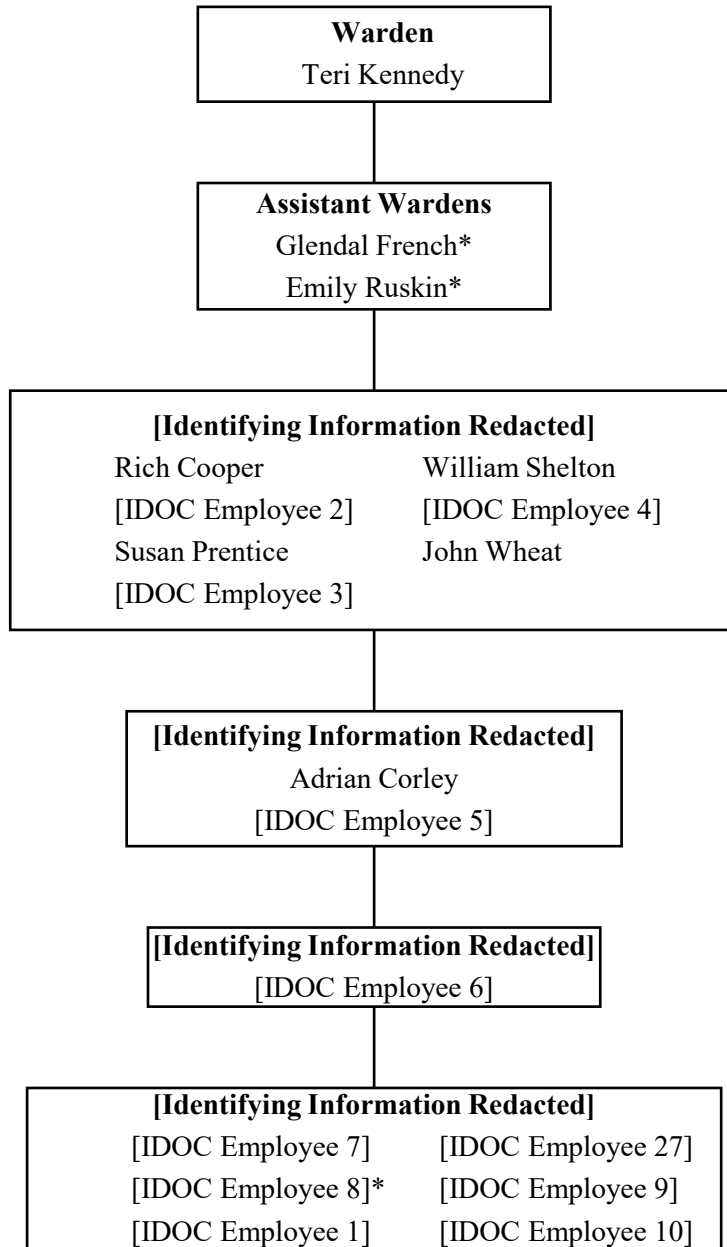 Warden
Teri Kennedy
Assistant Wardens
Glendal French*
Emily Ruskin*
[Identifying Information Redacted]
Rich Cooper William Shelton
[IDOC Employee 2] [IDOC Employee 4]
Susan Prentice John Wheat
[IDOC Employee 3]
[Identifying Information Redacted]
Adrian Corley
[IDOC Employee 5]
[Identifying Information Redacted]
[IDOC Employee 6]
[Identifying Information Redacted]
[IDOC Employee 7] [IDOC Employee 27]
[IDOC Employee 8]* [IDOC Employee 9]
[IDOC Employee 1] [IDOC Employee 10]